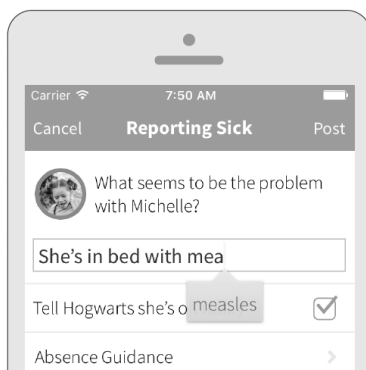 Carrier 7:50 AM
Cancel Reporting Sick Post
What seems to be the problem
with Michelle?
She's in bed with mea
measles
Tell Hogwarts she's o
Absence Guidance